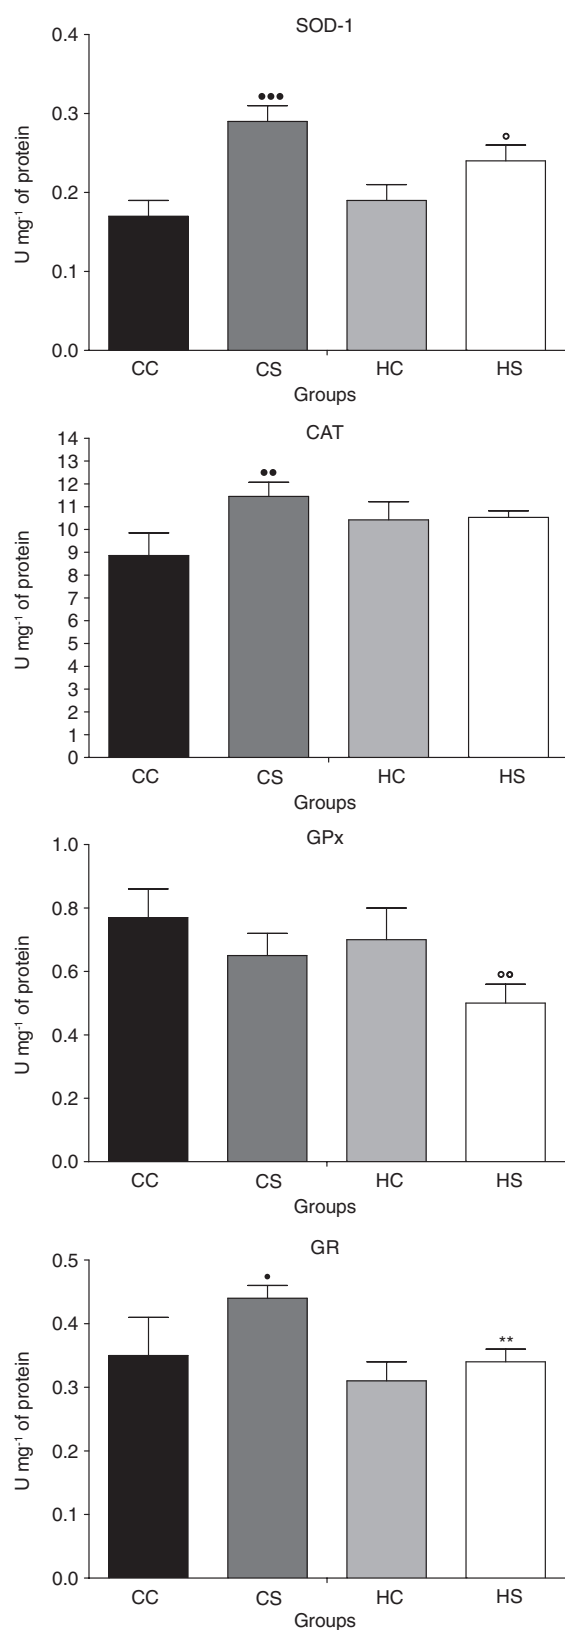 SOD-1
U mg⁻¹ of protein
0.4
0.3
●●●
○
0.2
0.1
0.0
CC CS HC HS
Groups
CAT
U mg⁻¹ of protein
14
13
●●
12
11
10
9
8
7
6
5
4
3
2
1
0
CC CS HC HS
Groups
GPx
U mg⁻¹ of protein
1.0
0.8
0.6
○○
0.4
0.2
0.0
CC CS HC HS
Groups
GR
U mg⁻¹ of protein
0.5
●
0.4
**
0.3
0.2
0.1
0.0
CC CS HC HS
Groups